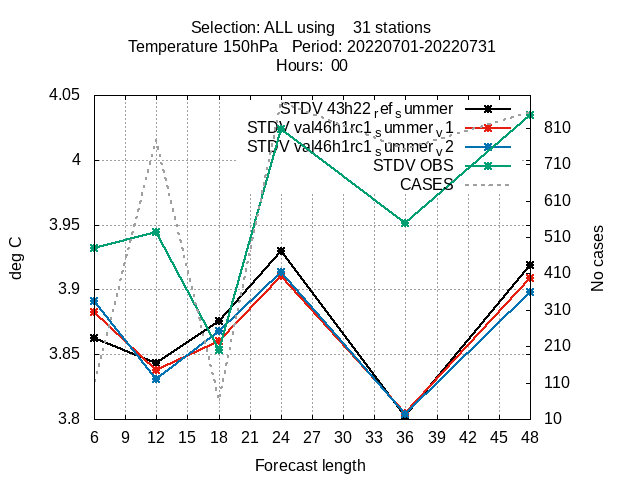 Selection: ALL using    31 stations
Temperature 150hPa   Period: 20220701-20220731
Hours:  00
STDV 43h22_ref_summer
STDV val46h1rc1_summer_v1
STDV val46h1rc1_summer_v2
STDV OBS
CASES
4.05
4
3.95
3.9
3.85
3.8
deg C
810
710
610
510
410
310
210
110
10
No cases
6 9 12 15 18 21 24 27 30 33 36 39 42 45 48
Forecast length